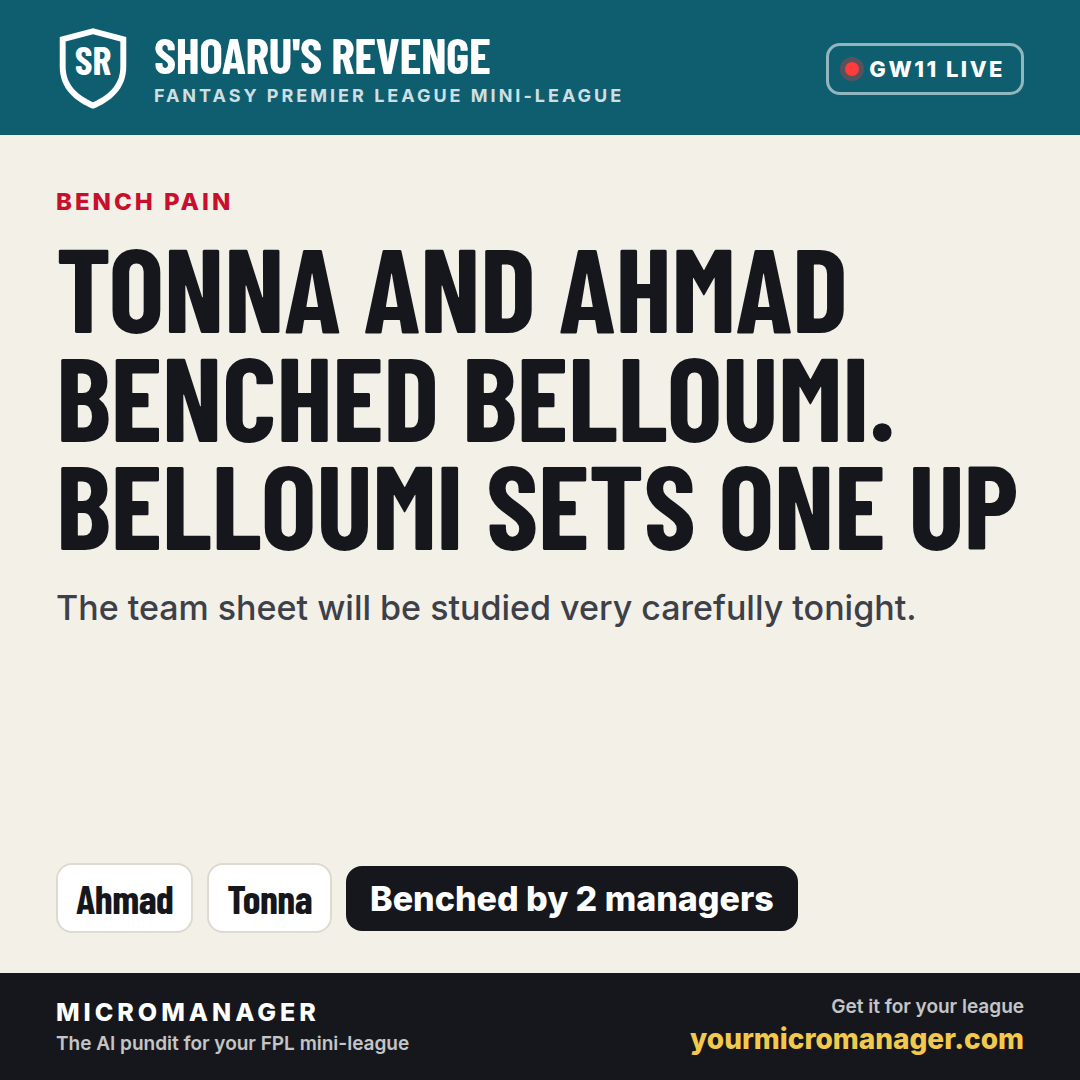 SR
SHOARU'S REVENGE
FANTASY PREMIER LEAGUE MINI-LEAGUE
GW11 LIVE
BENCH PAIN
TONNA AND AHMAD
BENCHED BELLOUMI.
BELLOUMI SETS ONE UP
The team sheet will be studied very carefully tonight.
Ahmad
Tonna
Benched by 2 managers
MICROMANAGER
The AI pundit for your FPL mini-league
Get it for your league
yourmicromanager.com